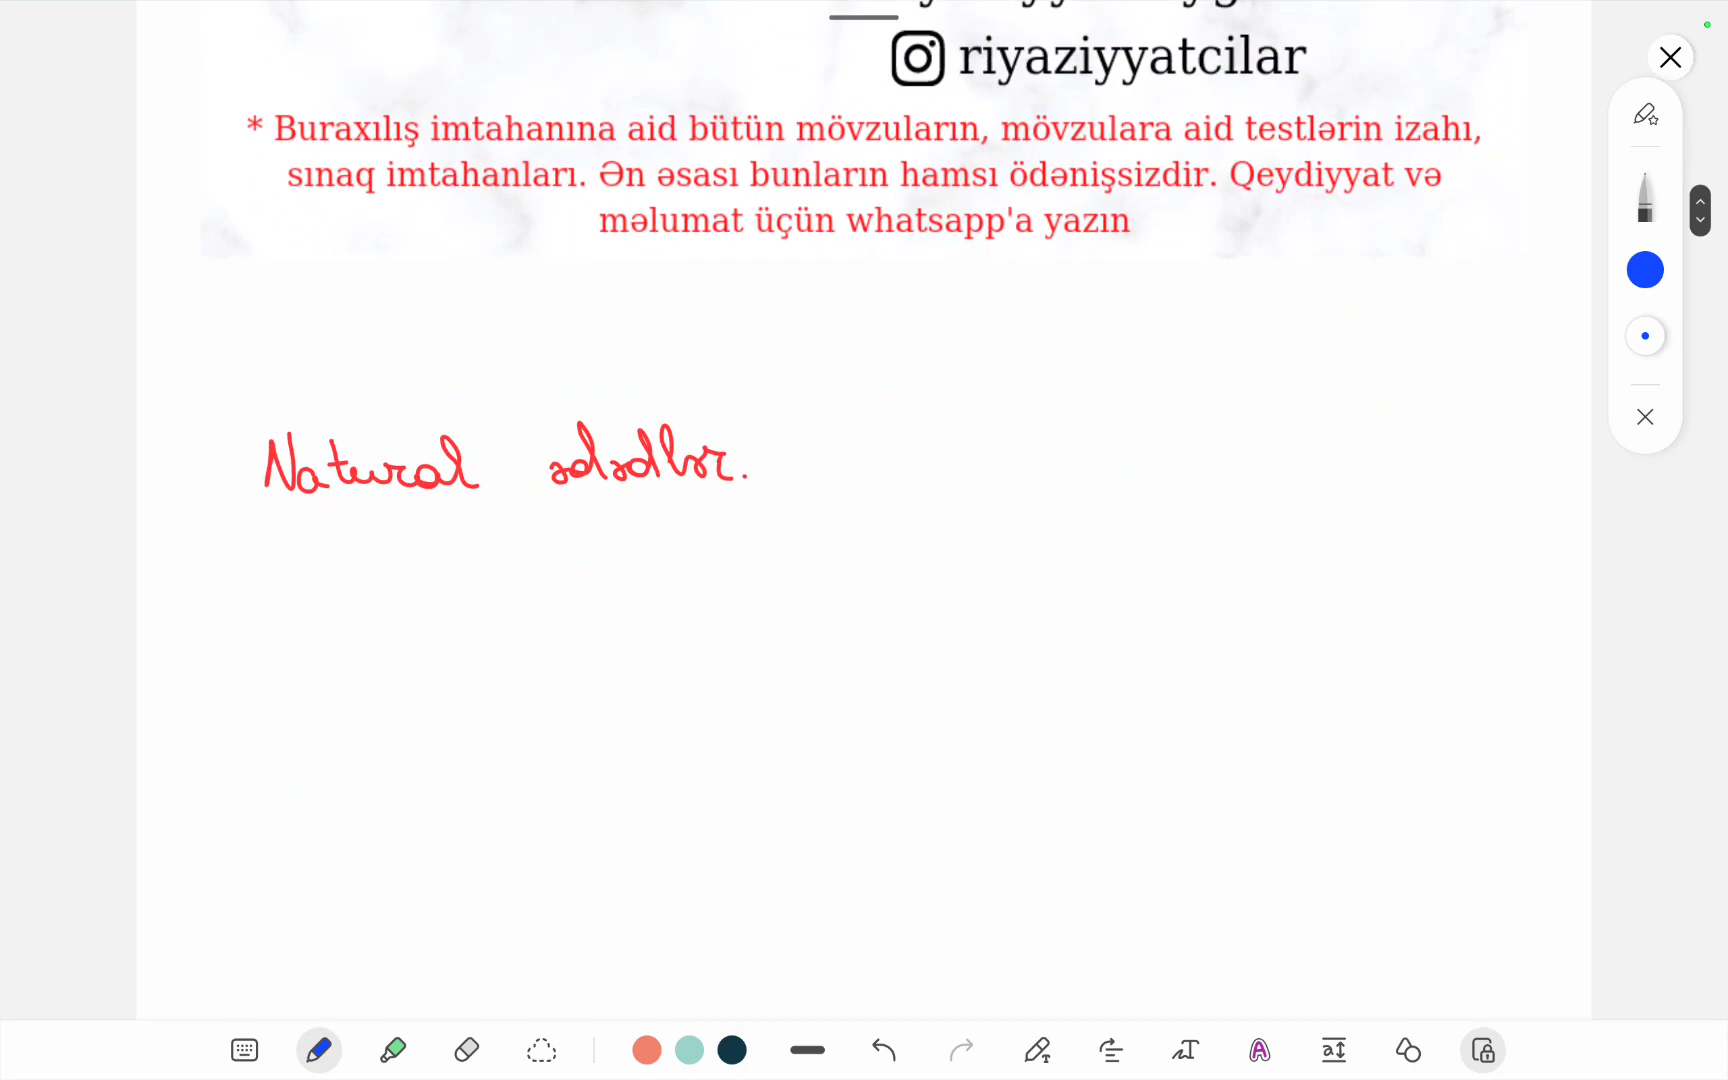 riyaziyyatcilar
* Buraxılış imtahanına aid bütün mövzuların, mövzulara aid testlərin izahı,
sınaq imtahanları. Ən əsası bunların hamsı ödənişsizdir. Qeydiyyat və
məlumat üçün whatsapp'a yazın
Natural ədədlər.